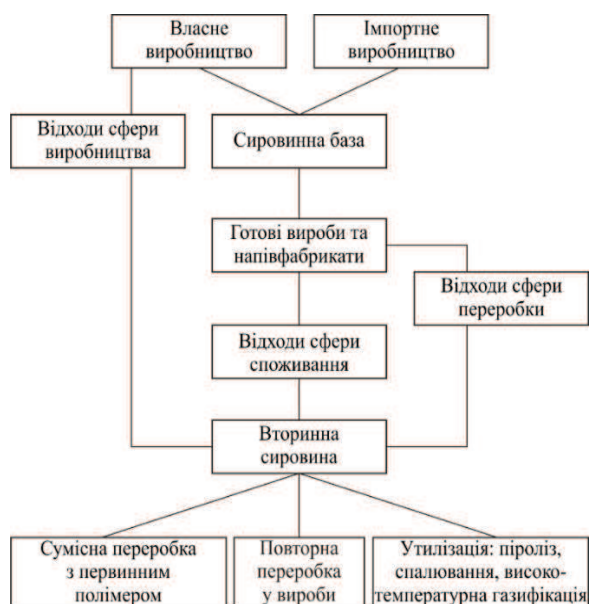 Власне
виробництво
Імпортне
виробництво
Відходи сфери
виробництва
Сировинна база
Готові вироби та
напівфабрикати
Відходи сфери
переробки
Відходи сфери
споживання
Вторинна
сировина
Сумісна переробка
з первинним
полімером
Повторна
переробка
у вироби
Утилізація: піроліз,
спалювання, високо-
температурна газифікація